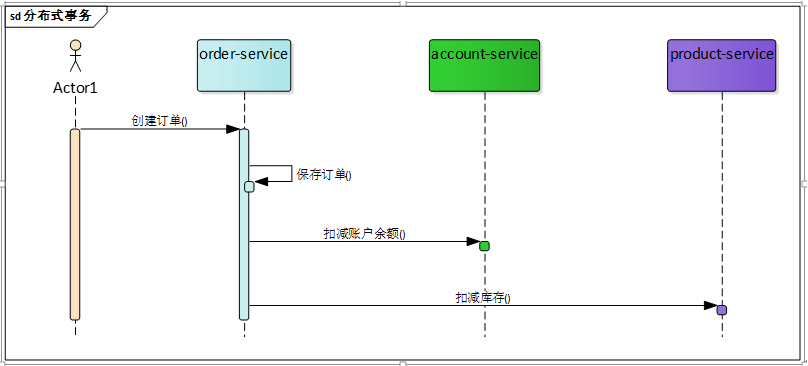 sd 分布式事务
order-service
account-service
product-service
Actor1
创建订单()
保存订单()
扣减账户余额()
扣减库存()